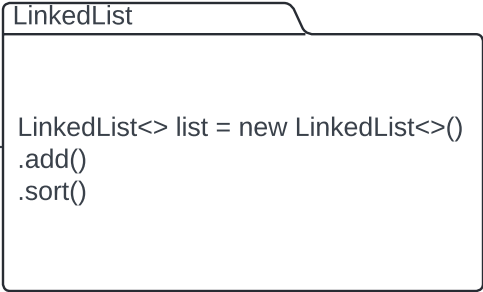 LinkedList
LinkedList<> list = new LinkedList<>()
.add()
.sort()